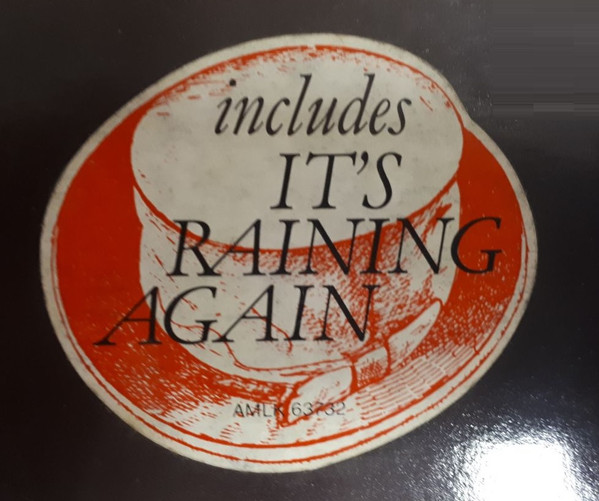 includes
IT'S
RAINING
AGAIN
AMLK 63732